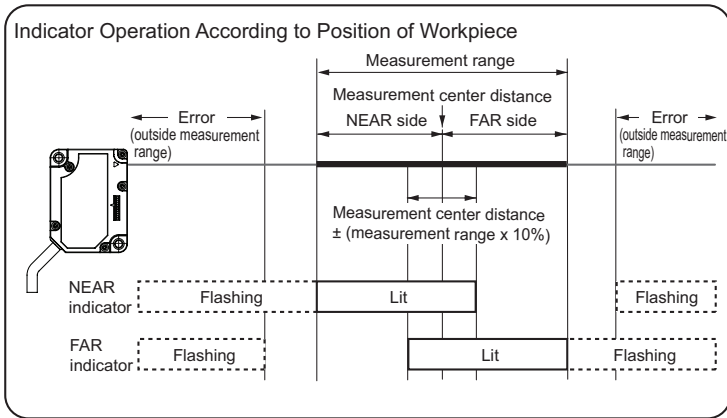 Indicator Operation According to Position of Workpiece
Measurement range
Measurement center distance
Error
(outside measurement
range)
NEAR side
FAR side
Error
(outside measurement
range)
Measurement center distance
± (measurement range x 10%)
NEAR
indicator
Flashing
Lit
Flashing
FAR
indicator
Flashing
Lit
Flashing